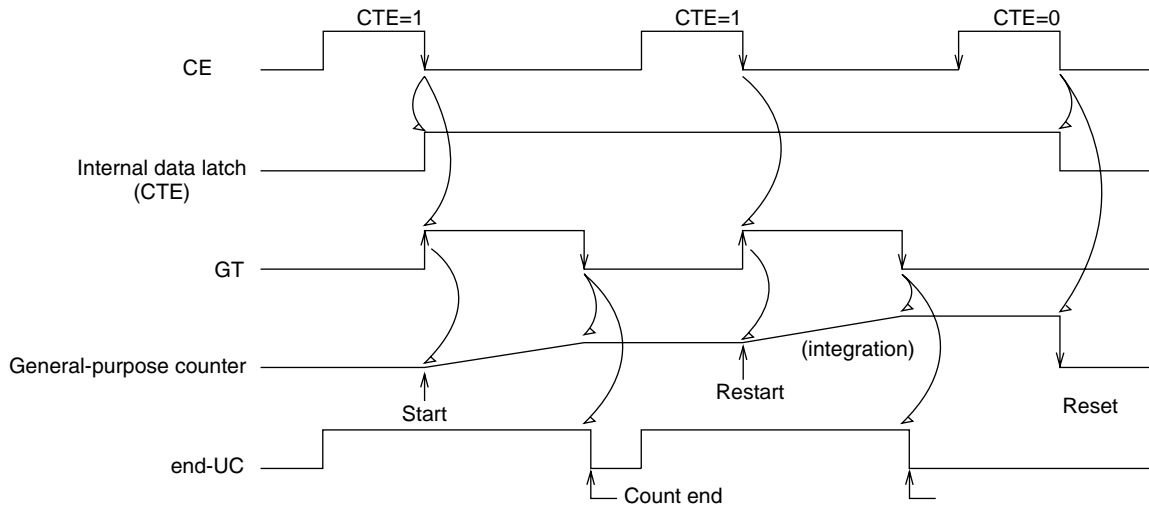 CTE=1 CTE=1 CTE=0
CE
Internal data latch
(CTE)
GT
(integration)
General-purpose counter
Start Restart Reset
end-UC
Count end